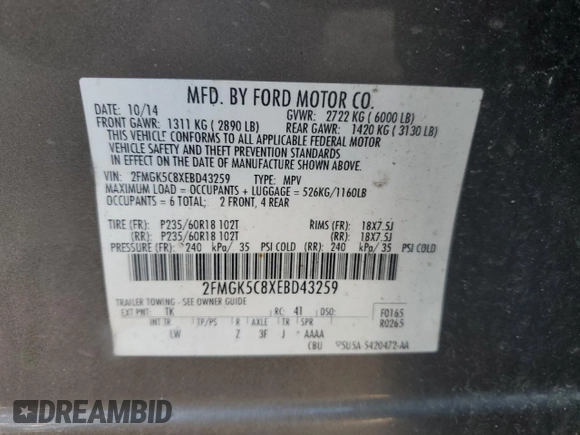 MFD. BY FORD MOTOR CO.
DATE: 10/14 GVWR: 2722 KG ( 6000 LB)
FRONT GAWR: 1311 KG ( 2890 LB) REAR GAWR: 1420 KG ( 3130 LB)
THIS VEHICLE CONFORMS TO ALL APPLICABLE FEDERAL MOTOR
VEHICLE SAFETY AND THEFT PREVENTION STANDARDS
IN EFFECT ON THE DATE OF MANUFACTURE SHOWN ABOVE.
VIN: 2FMGK5C8XEBD43259 TYPE: MPV
MAXIMUM LOAD = OCCUPANTS + LUGGAGE = 526KG/1160LB
OCCUPANTS = 6 TOTAL; 2 FRONT, 4 REAR
TIRE (FR): P235/60R18 102T RIMS (FR): 18X7.5J
(RR): P235/60R18 102T (RR): 18X7.5J
PRESSURE (FR): 240 kPa/ 35 PSI COLD (RR): 240 kPa/ 35 PSI COLD
2FMGK5C8XEBD43259
TRAILER TOWING - SEE OWNER GUIDE
EXT PNT: TK RC: 41 DSO: F0165
INT TR TP/PS R AXLE TR SPR R0265
LW Z 3F J AAAA
CBU 5U5A-5420472-AA
DREAMBID